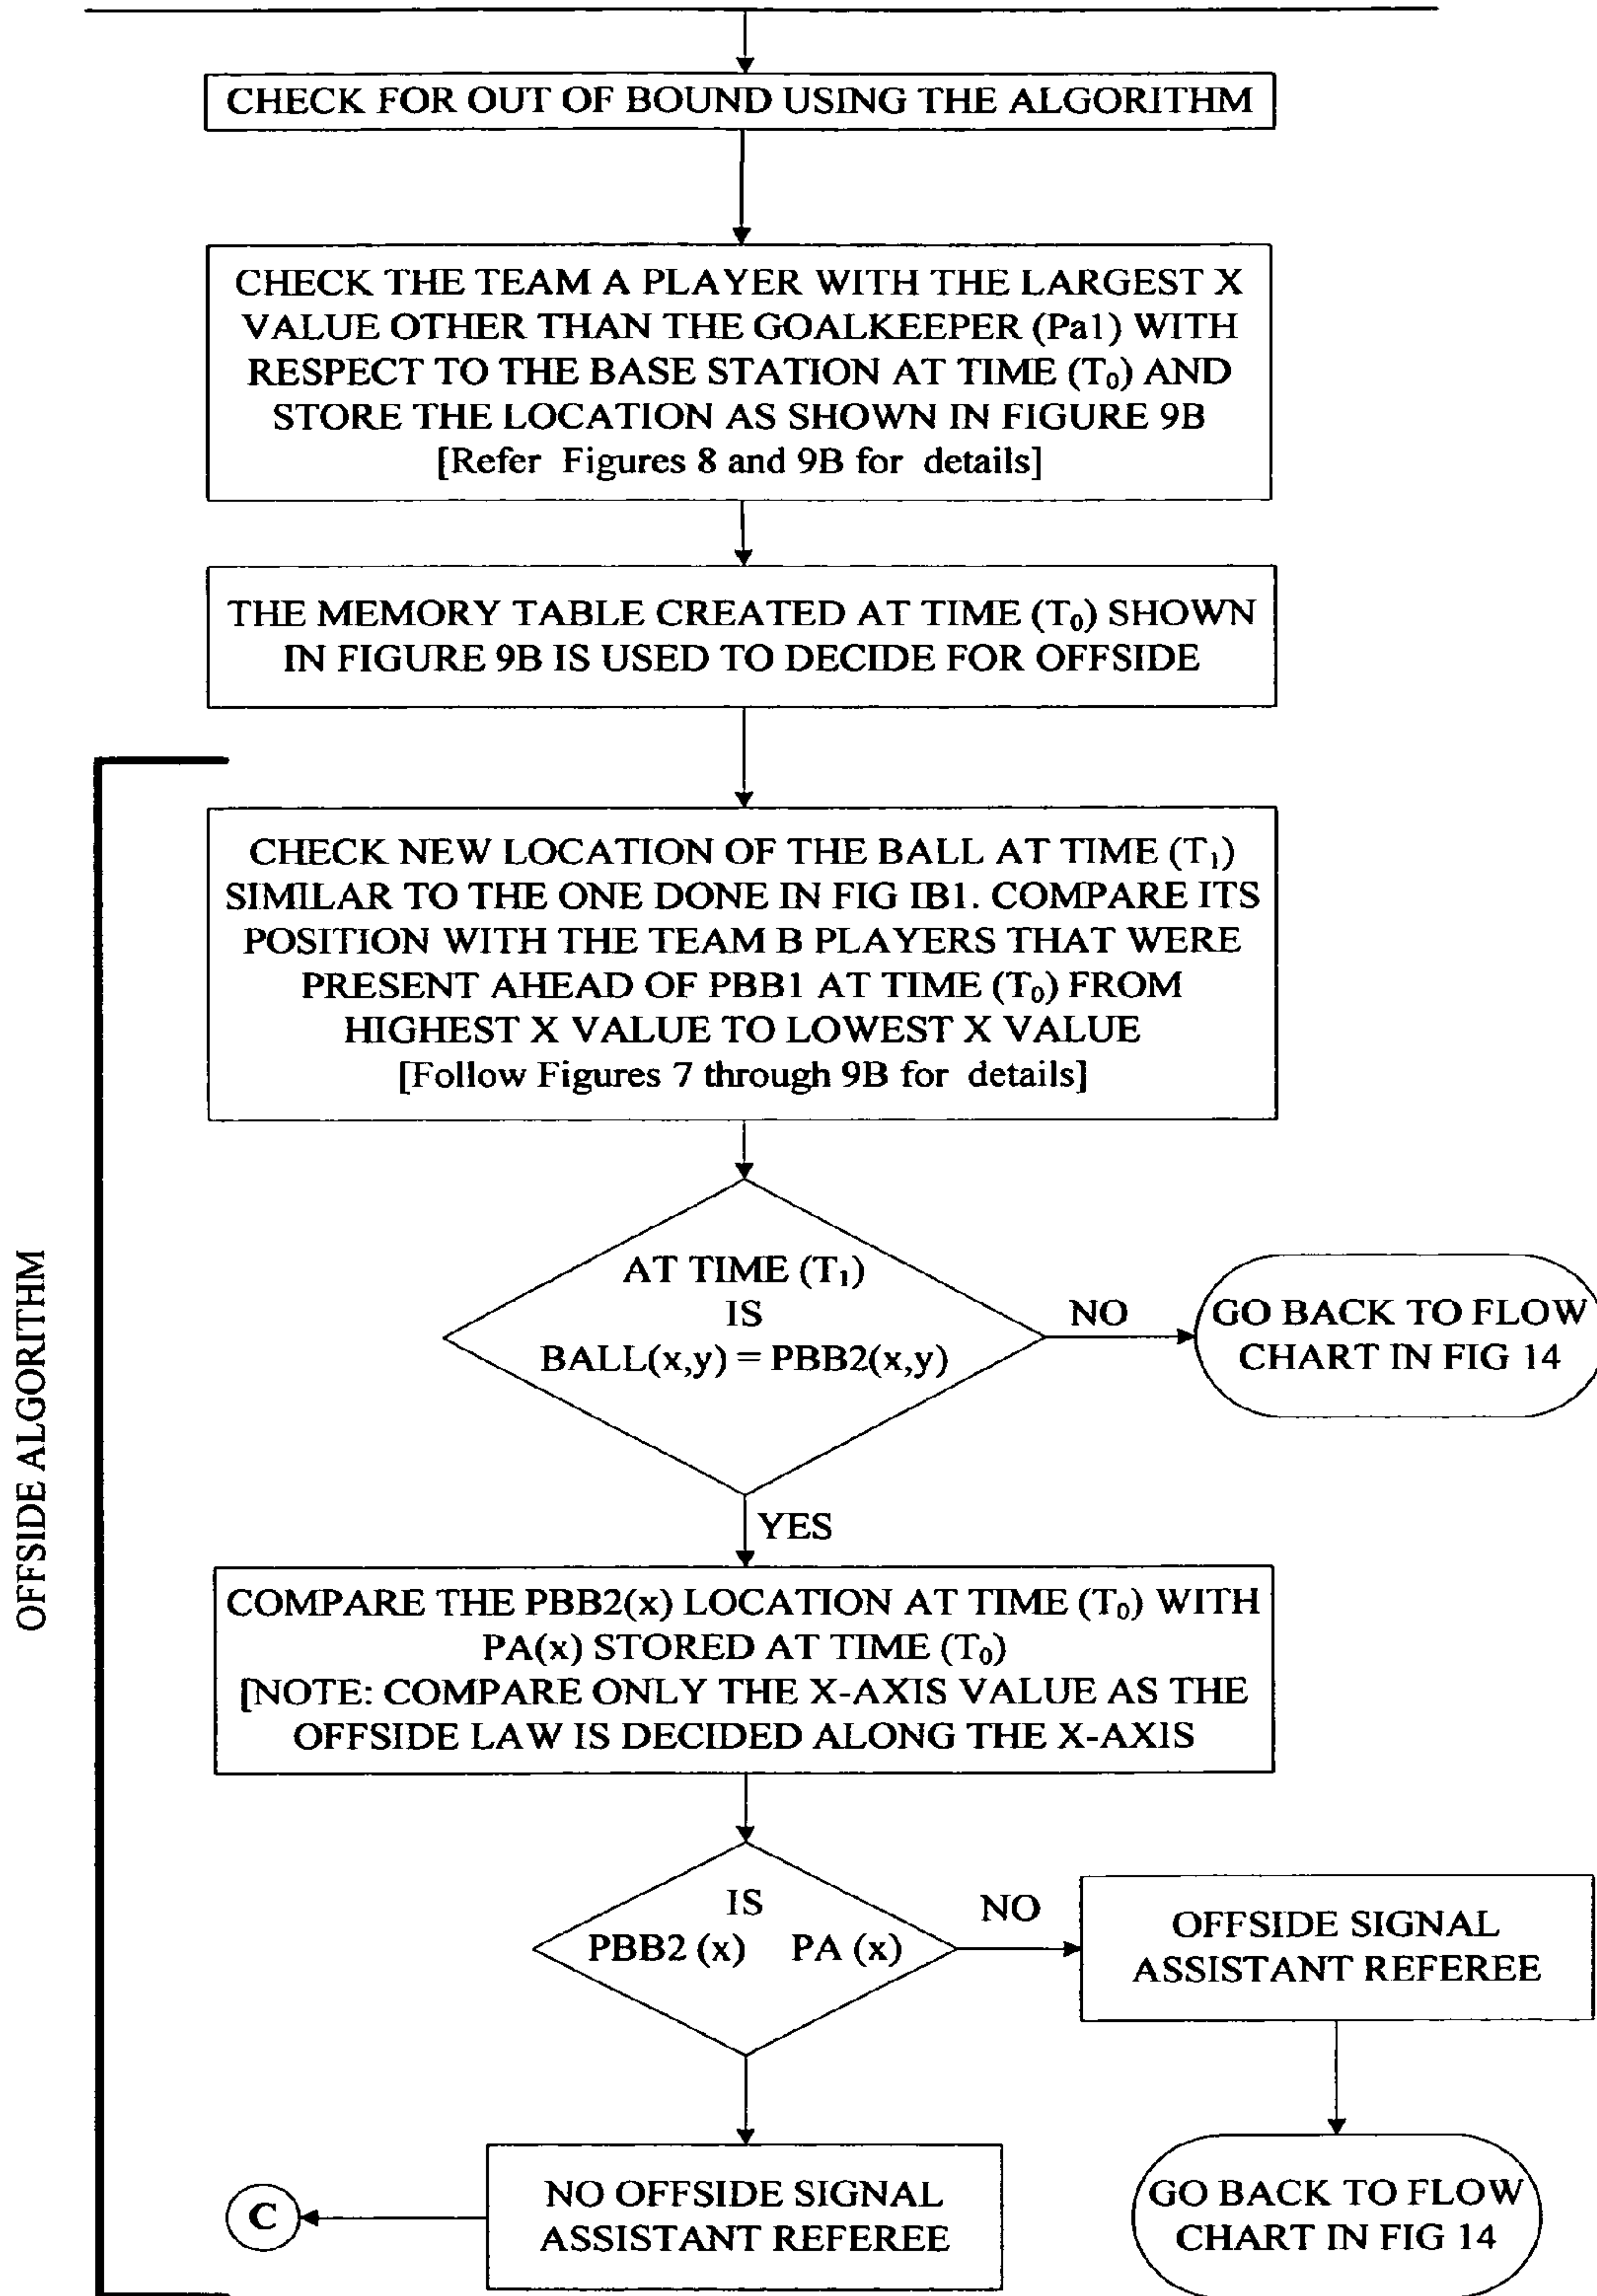 CHECK FOR OUT OF BOUND USING THE ALGORITHM
CHECK THE TEAM A PLAYER WITH THE LARGEST X
VALUE OTHER THAN THE GOALKEEPER (Pa1) WITH
RESPECT TO THE BASE STATION AT TIME (T₀) AND
STORE THE LOCATION AS SHOWN IN FIGURE 9B
[Refer Figures 8 and 9B for details]
THE MEMORY TABLE CREATED AT TIME (T₀) SHOWN
IN FIGURE 9B IS USED TO DECIDE FOR OFFSIDE
OFFSIDE ALGORITHM
CHECK NEW LOCATION OF THE BALL AT TIME (T₁)
SIMILAR TO THE ONE DONE IN FIG IB1. COMPARE ITS
POSITION WITH THE TEAM B PLAYERS THAT WERE
PRESENT AHEAD OF PBB1 AT TIME (T₀) FROM
HIGHEST X VALUE TO LOWEST X VALUE
[Follow Figures 7 through 9B for details]
AT TIME (T₁)
IS
BALL(x,y) = PBB2(x,y)
NO
GO BACK TO FLOW
CHART IN FIG 14
YES
COMPARE THE PBB2(x) LOCATION AT TIME (T₀) WITH
PA(x) STORED AT TIME (T₀)
[NOTE: COMPARE ONLY THE X-AXIS VALUE AS THE
OFFSIDE LAW IS DECIDED ALONG THE X-AXIS
IS
PBB2 (x) PA (x)
NO
OFFSIDE SIGNAL
ASSISTANT REFEREE
NO OFFSIDE SIGNAL
ASSISTANT REFEREE
C
GO BACK TO FLOW
CHART IN FIG 14